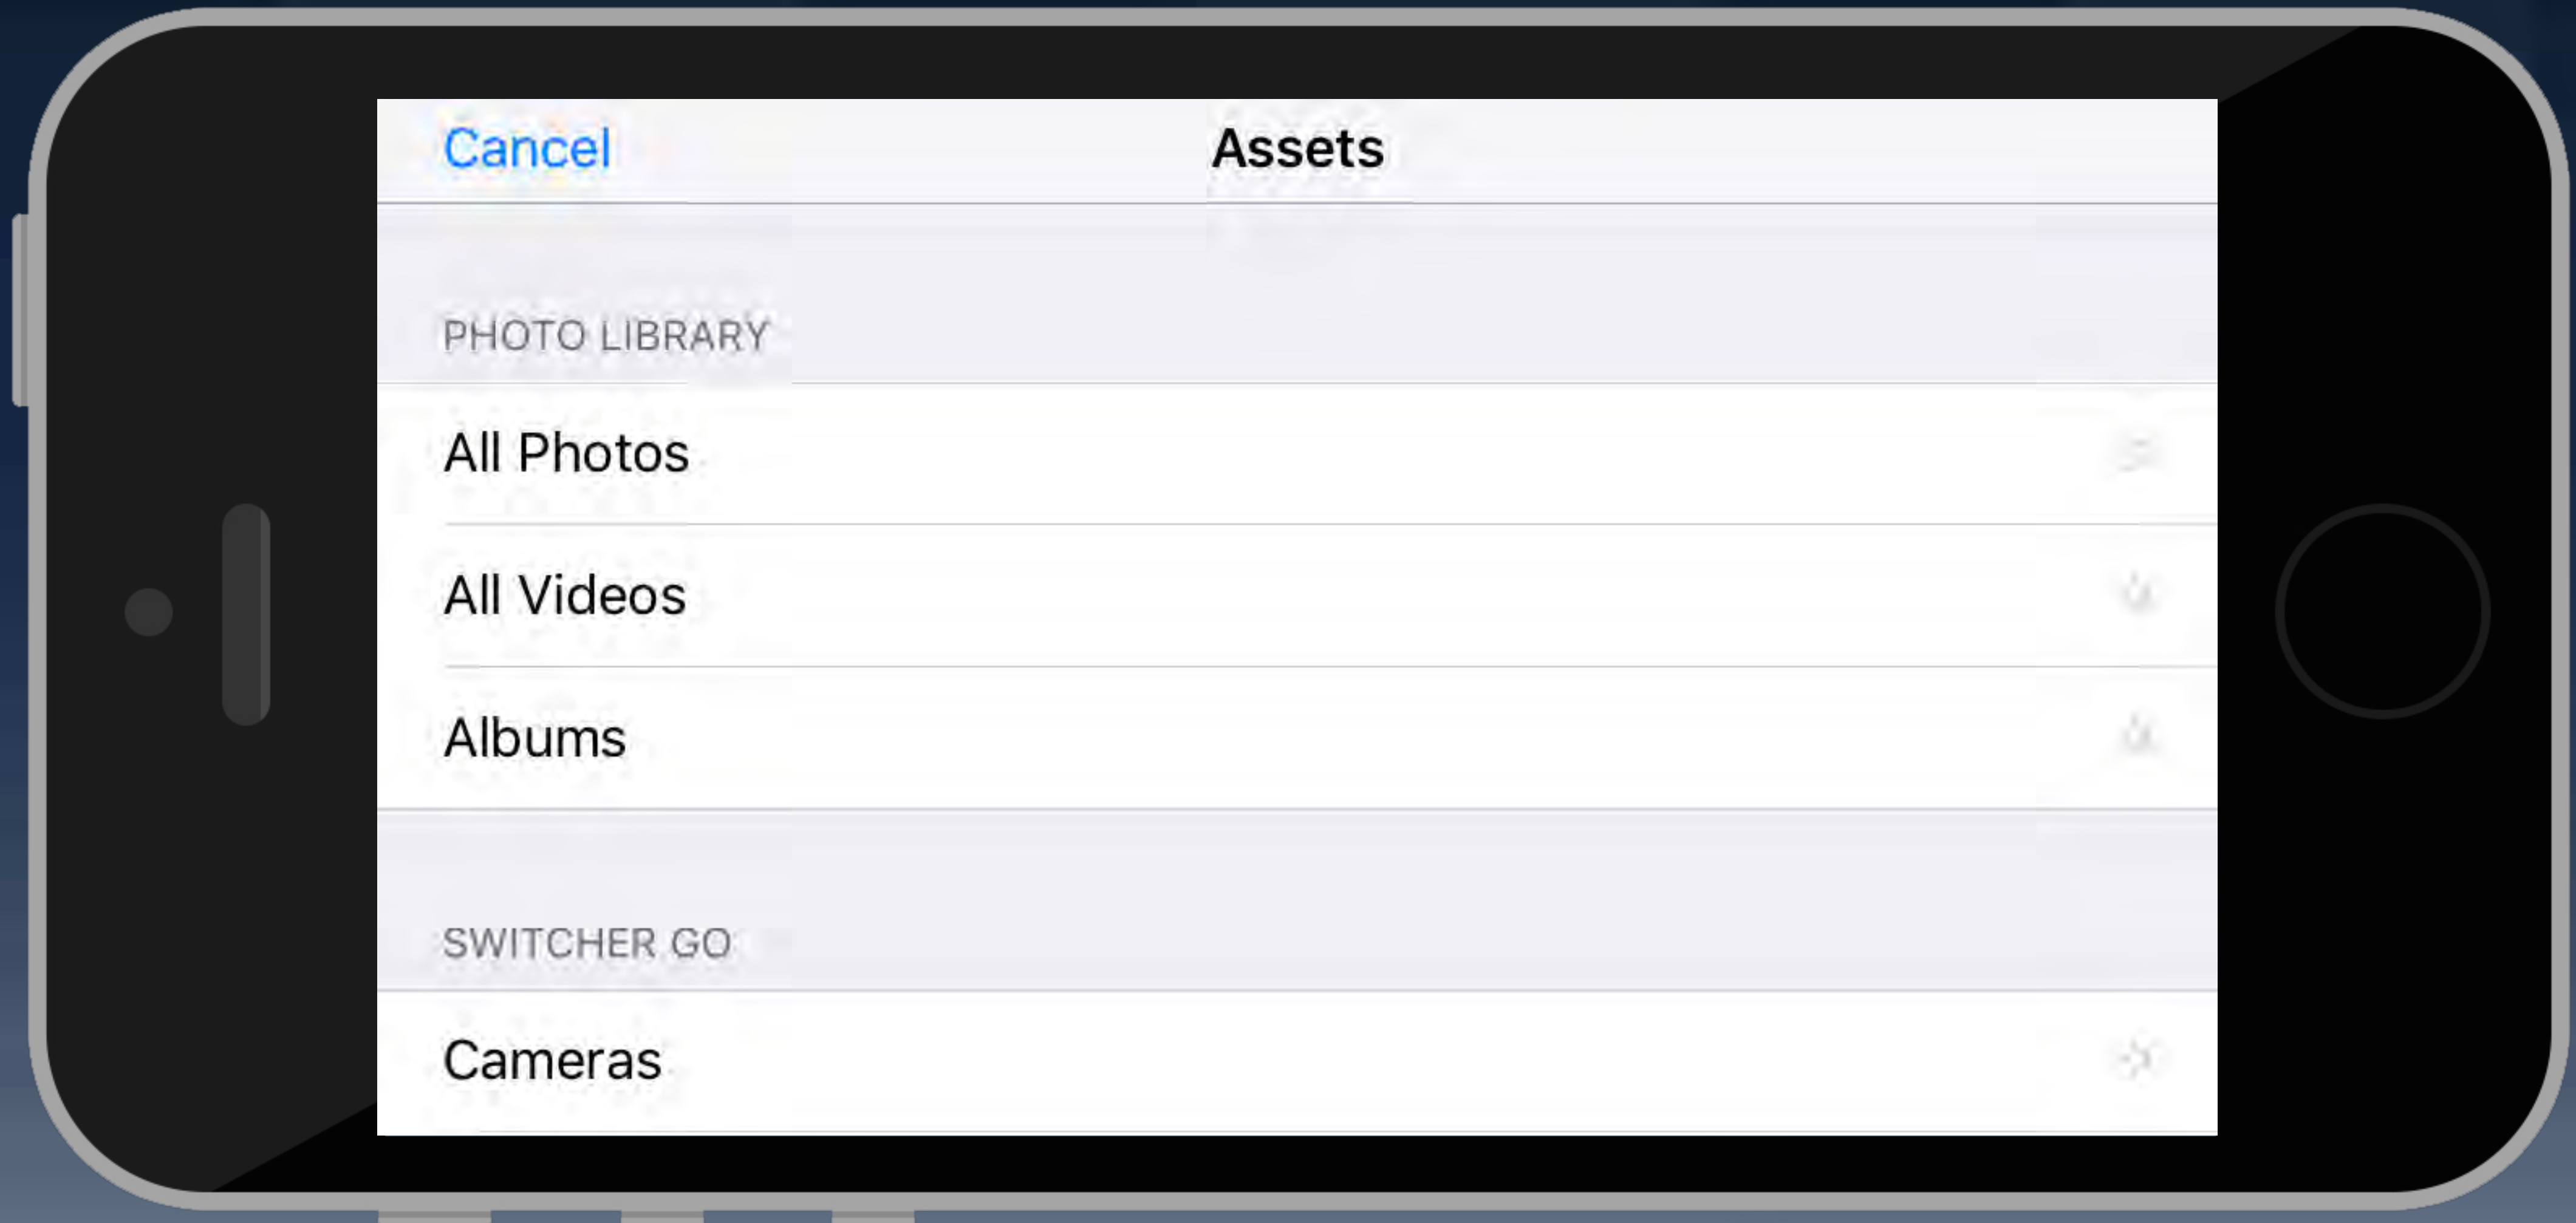 Cancel
Assets
PHOTO LIBRARY
All Photos
All Videos
Albums
SWITCHER GO
Cameras